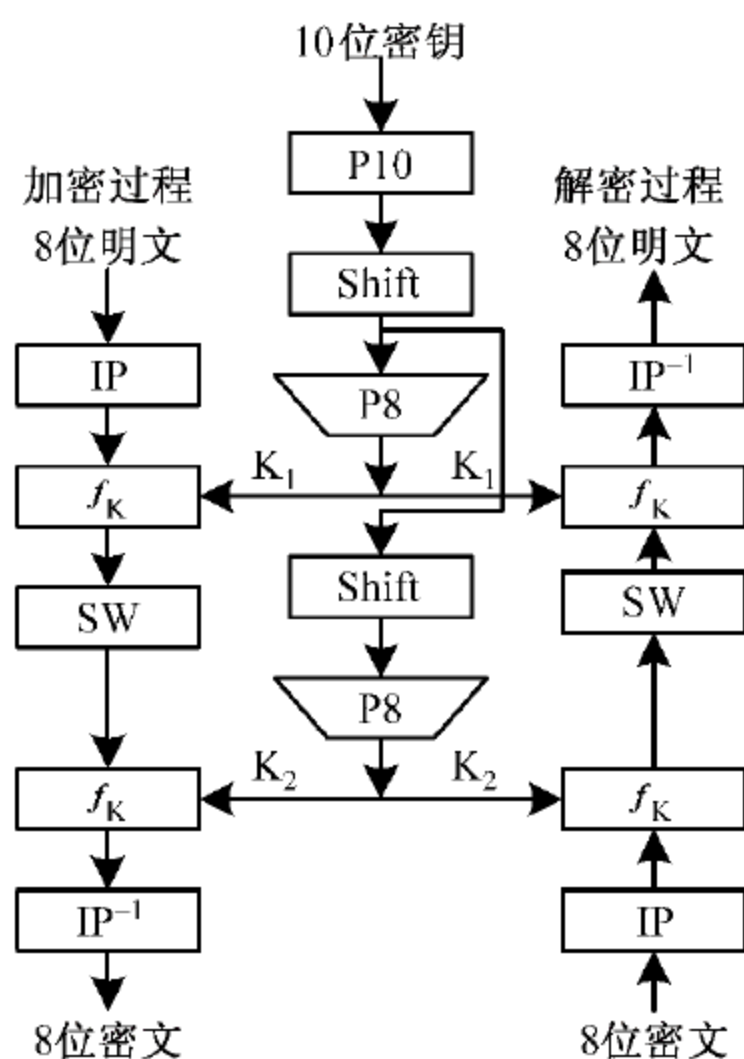 10位密钥
P10
加密过程
8位明文
解密过程
8位明文
Shift
IP
P8
IP⁻¹
f_K
K₁
K₁
f_K
SW
Shift
SW
P8
f_K
K₂
K₂
f_K
IP⁻¹
IP
8位密文
8位密文